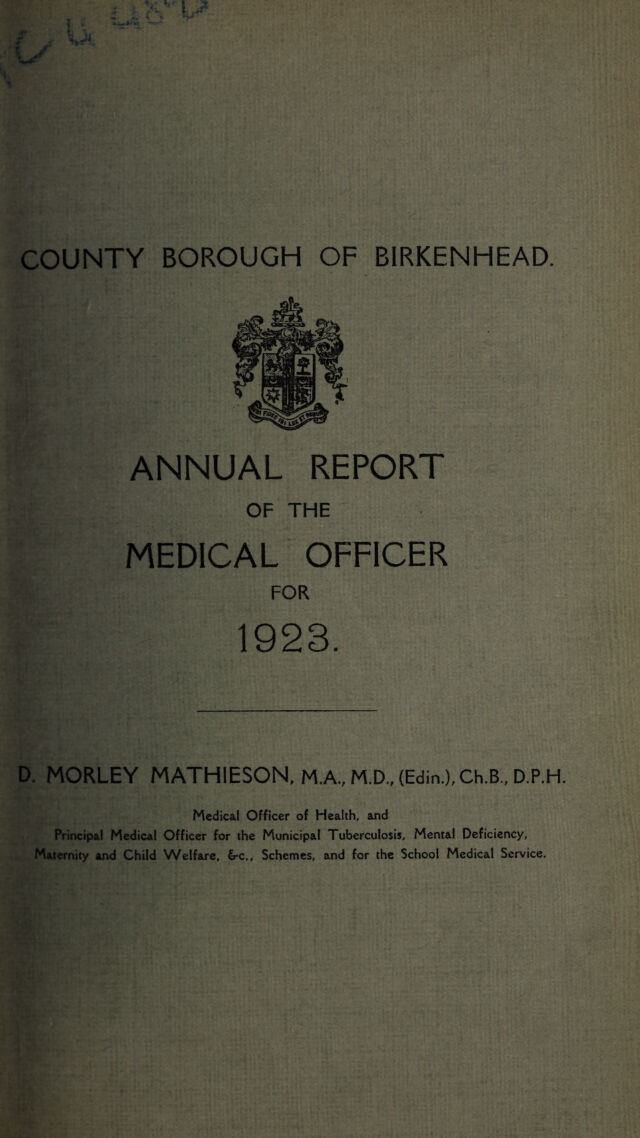 COUNTY BOROUGH OF BIRKENHEAD.
ANNUAL REPORT
OF THE
MEDICAL OFFICER
FOR
1923.
D. MORLEY MATHIESON, M.A., M.D., (Edin.), Ch.B., D.P.H.
Medical Officer of Health, and
Principal Medical Officer for the Municipal Tuberculosis, Mental Deficiency,
Maternity and Child Welfare, &c., Schemes, and for the School Medical Service.